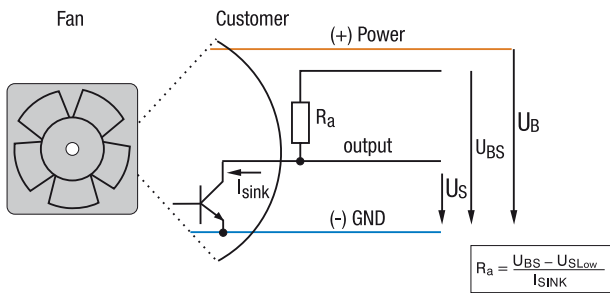 Fan
Customer
(+) Power
Ra
UB
UBS
output
Isink
US
(-) GND
Ra = UBS – USLow / ISINK